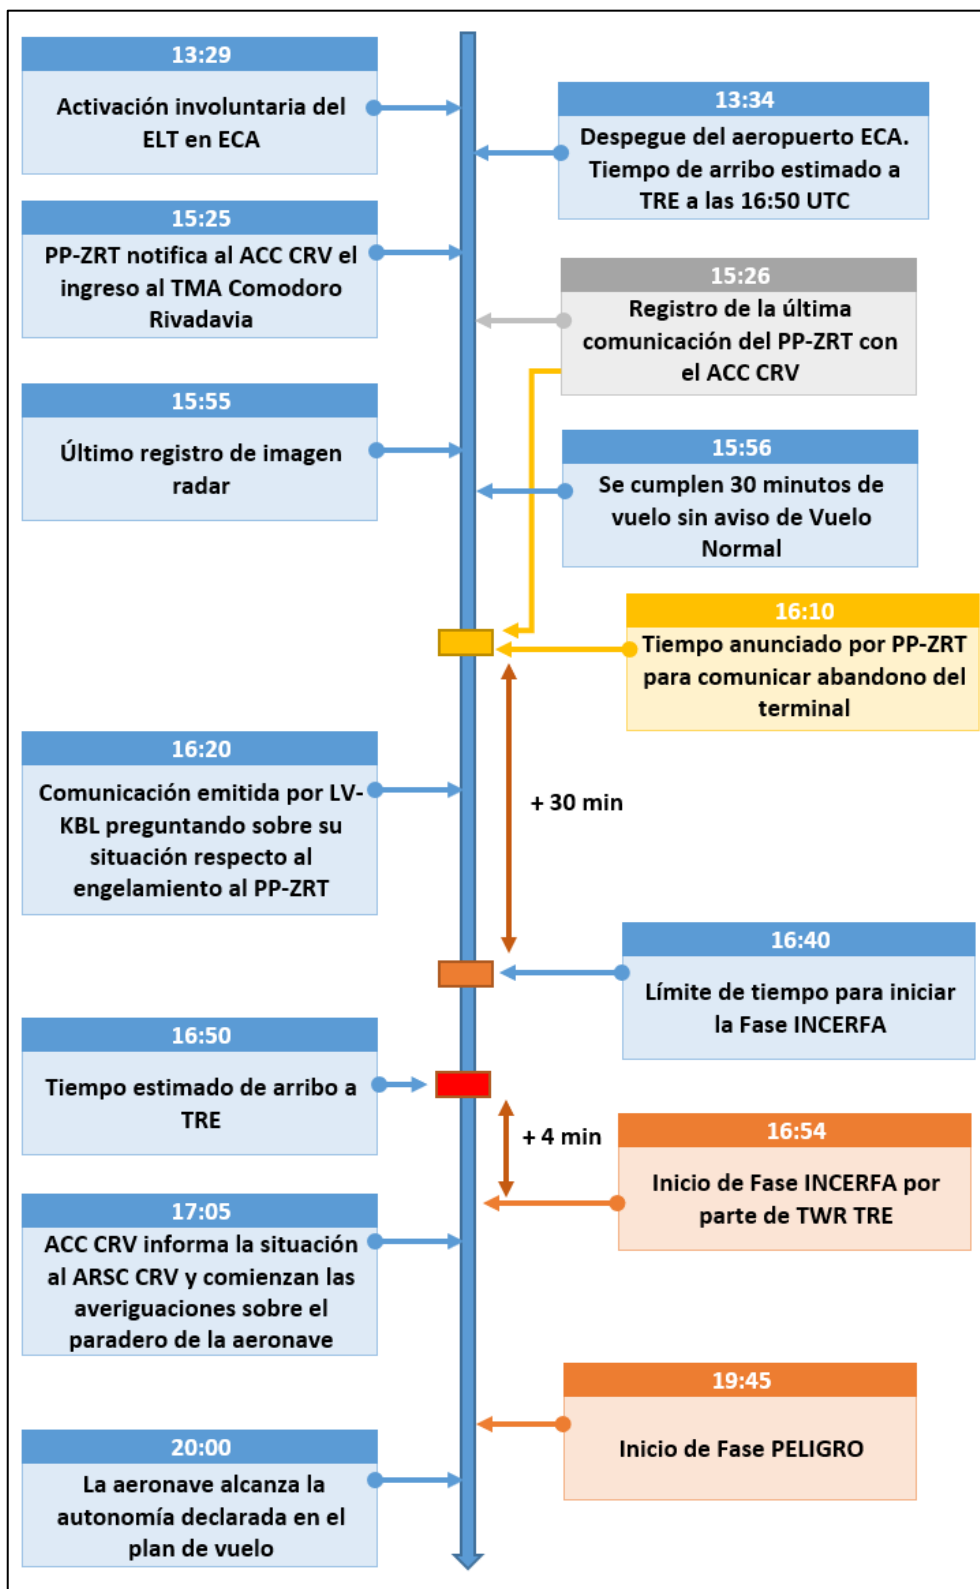 13:29
Activación involuntaria del
ELT en ECA
13:34
Despegue del aeropuerto ECA.
Tiempo de arribo estimado a
TRE a las 16:50 UTC
15:25
PP-ZRT notifica al ACC CRV el
ingreso al TMA Comodoro
Rivadavia
15:26
Registro de la última
comunicación del PP-ZRT con
el ACC CRV
15:55
Último registro de imagen
radar
15:56
Se cumplen 30 minutos de
vuelo sin aviso de Vuelo
Normal
16:10
Tiempo anunciado por PP-ZRT
para comunicar abandono del
terminal
16:20
Comunicación emitida por LV-
KBL preguntando sobre su
situación respecto al
engelamiento al PP-ZRT
+ 30 min
16:40
Límite de tiempo para iniciar
la Fase INCERFA
16:50
Tiempo estimado de arribo a
TRE
+ 4 min
16:54
Inicio de Fase INCERFA por
parte de TWR TRE
17:05
ACC CRV informa la situación
al ARSC CRV y comienzan las
averiguaciones sobre el
paradero de la aeronave
19:45
Inicio de Fase PELIGRO
20:00
La aeronave alcanza la
autonomía declarada en el
plan de vuelo